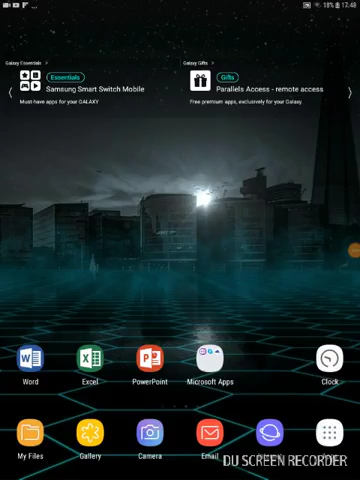 18% 17:48
Galaxy Essentials
Galaxy Gifts
Essentials
Samsung Smart Switch Mobile
Must-have apps for your GALAXY
Gifts
Parallels Access - remote access
Free premium apps, exclusively for your Galaxy
Word
Excel
PowerPoint
Microsoft Apps
Clock
My Files
Gallery
Camera
Email
DU SCREEN RECORDER